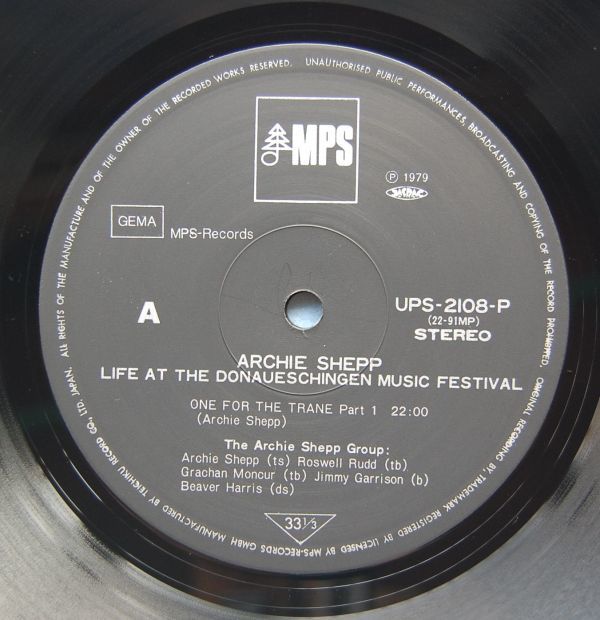 MPS
℗ 1979
GEMA
MPS-Records
A
UPS-2108-P
(22-91MP)
STEREO
ARCHIE SHEPP
LIFE AT THE DONAUESCHINGEN MUSIC FESTIVAL
ONE FOR THE TRANE Part 1 22:00
(Archie Shepp)
The Archie Shepp Group:
Archie Shepp (ts) Roswell Rudd (tb)
Grachan Moncur (tb) Jimmy Garrison (b)
Beaver Harris (ds)
33⅓
ALL RIGHTS OF THE MANUFACTURE AND OF THE OWNER OF THE RECORDED WORKS RESERVED. UNAUTHORISED PUBLIC PERFORMANCES, BROADCASTING AND COPYING OF THE RECORD PROHIBITED. ORIGINAL RECORDING BY, TRADEMARK REGISTERED BY LICENSED BY MPS-RECORDS GMBH. MANUFACTURED BY TEICHIKU RECORD CO., LTD. JAPAN.